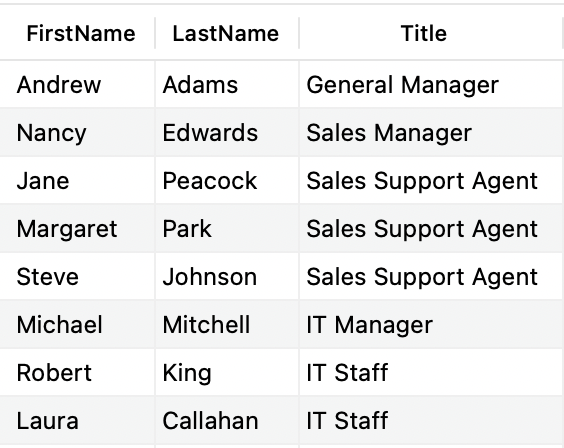 FirstName LastName Title
Andrew Adams General Manager
Nancy Edwards Sales Manager
Jane Peacock Sales Support Agent
Margaret Park Sales Support Agent
Steve Johnson Sales Support Agent
Michael Mitchell IT Manager
Robert King IT Staff
Laura Callahan IT Staff